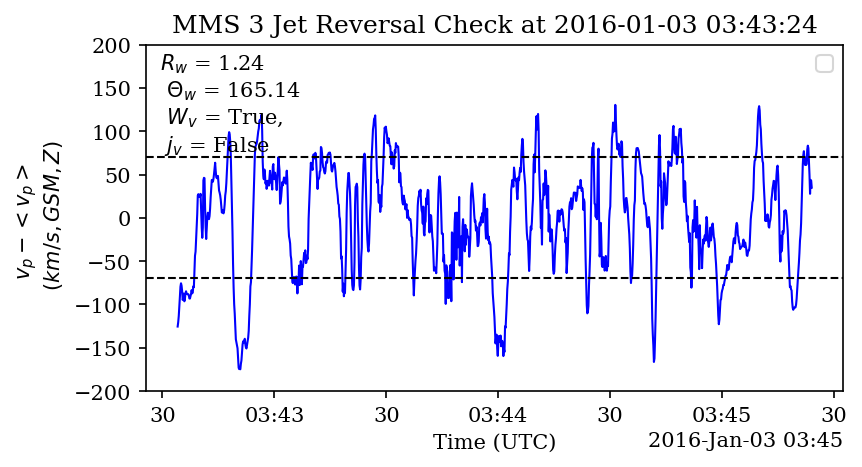 MMS 3 Jet Reversal Check at 2016-01-03 03:43:24
R_w = 1.24
Θ_w = 165.14
W_v = True,
j_v = False
200
150
100
50
0
−50
−100
−150
−200
v_p − < v_p >
(km/s, GSM, Z)
30 03:43 30 03:44 30 03:45 30
Time (UTC)
2016-Jan-03 03:45